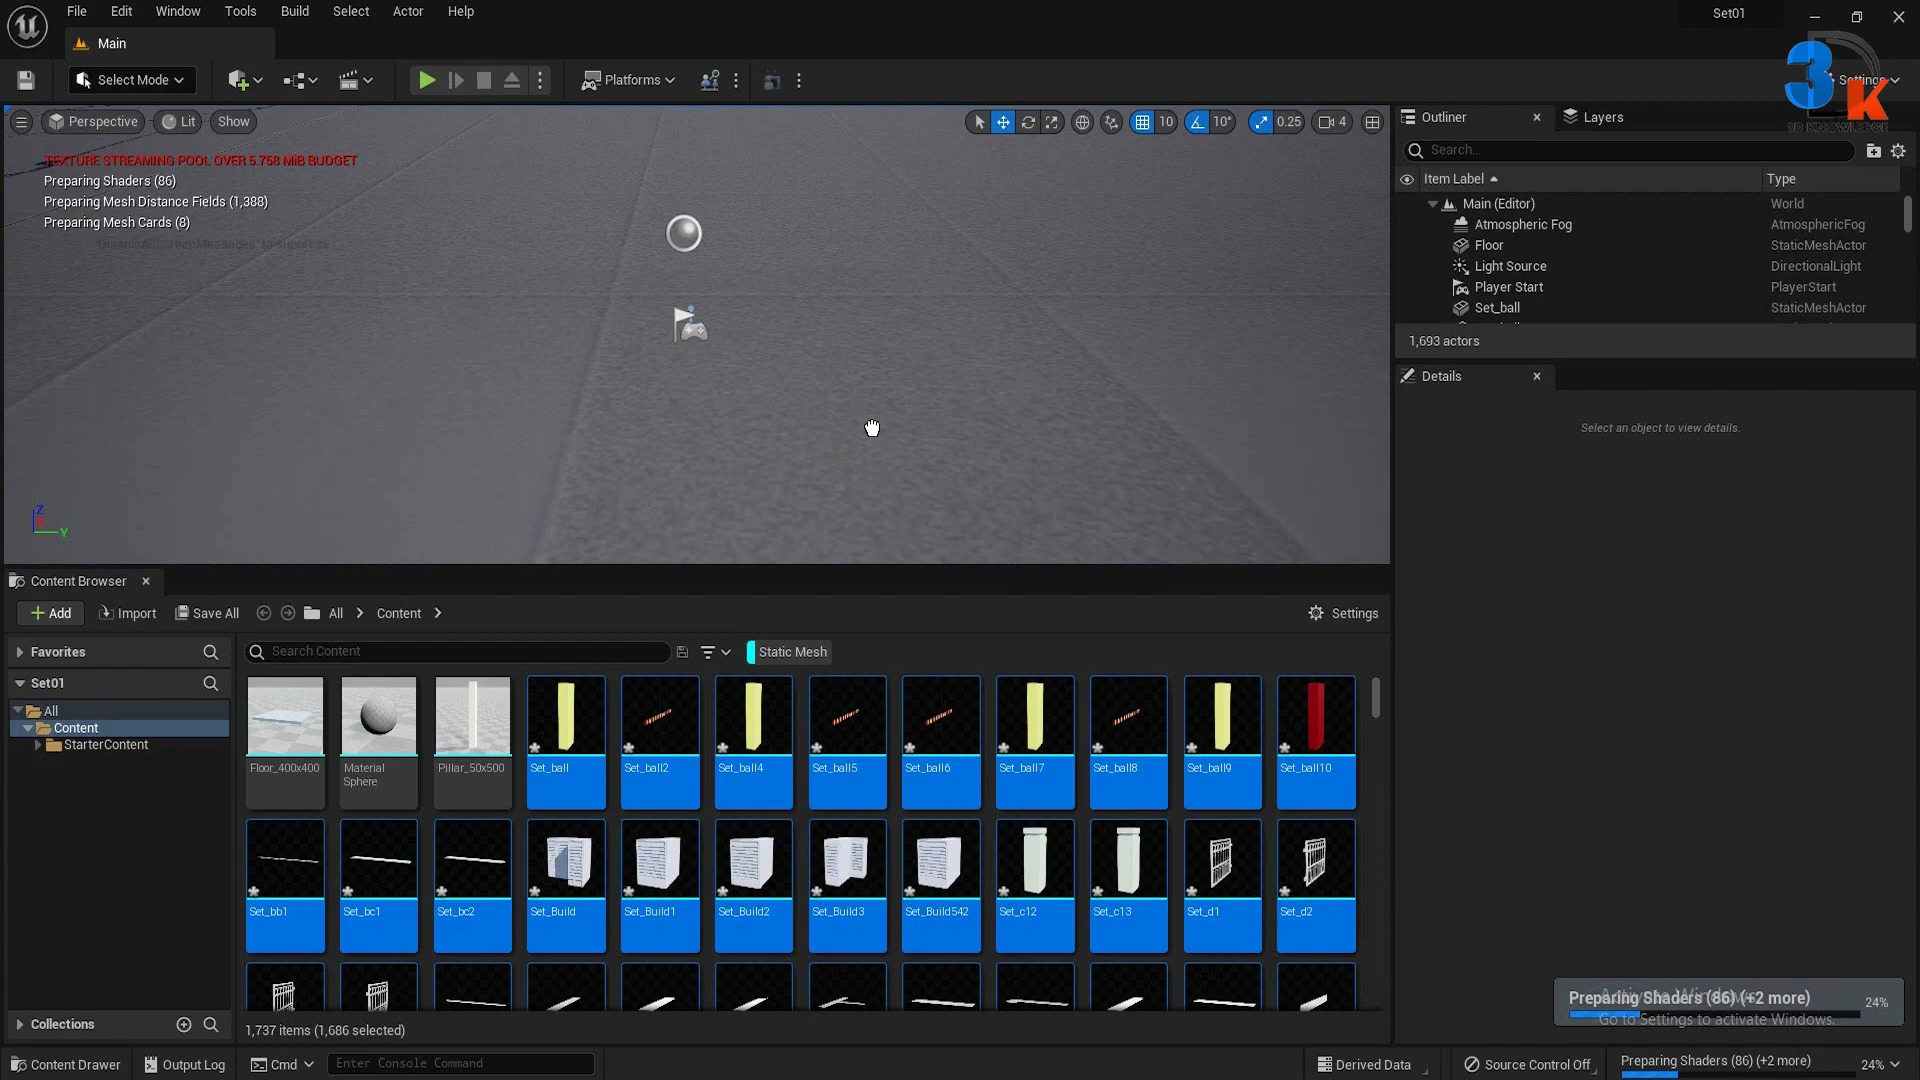 File Edit Window Tools Build Select Actor Help
Set01
Main
Select Mode
Platforms
Settings
3DK
3D KNOWLEDGE
Perspective Lit Show
10 10° 0.25 4
TEXTURE STREAMING POOL OVER 5.758 MiB BUDGET
Preparing Shaders (86)
Preparing Mesh Distance Fields (1,388)
Preparing Mesh Cards (8)
'DisableAllScreenMessages' to suppress
Z
Y
Outliner
Layers
Search...
Item Label Type
Main (Editor) World
Atmospheric Fog AtmosphericFog
Floor StaticMeshActor
Light Source DirectionalLight
Player Start PlayerStart
Set_ball StaticMeshActor
1,693 actors
Details
Select an object to view details.
Content Browser
Add Import Save All All Content Settings
Favorites
Search Content
Static Mesh
Set01
All
Content
StarterContent
Floor_400x400 Material Sphere Pillar_50x500 Set_ball Set_ball2 Set_ball4 Set_ball5 Set_ball6 Set_ball7 Set_ball8 Set_ball9 Set_ball10
Set_bb1 Set_bc1 Set_bc2 Set_Build Set_Build1 Set_Build2 Set_Build3 Set_Build542 Set_c12 Set_c13 Set_d1 Set_d2
Collections
1,737 items (1,686 selected)
Preparing Shaders (86) (+2 more) 24%
Activate Windows
Go to Settings to activate Windows.
Content Drawer Output Log Cmd Enter Console Command Derived Data Source Control Off Preparing Shaders (86) (+2 more) 24%